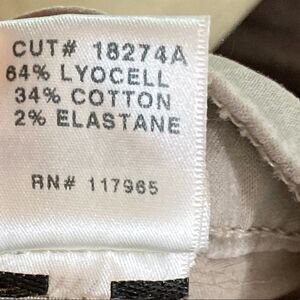 CUT# 18274A
64% LYOCELL
34% COTTON
2% ELASTANE
RN# 117965